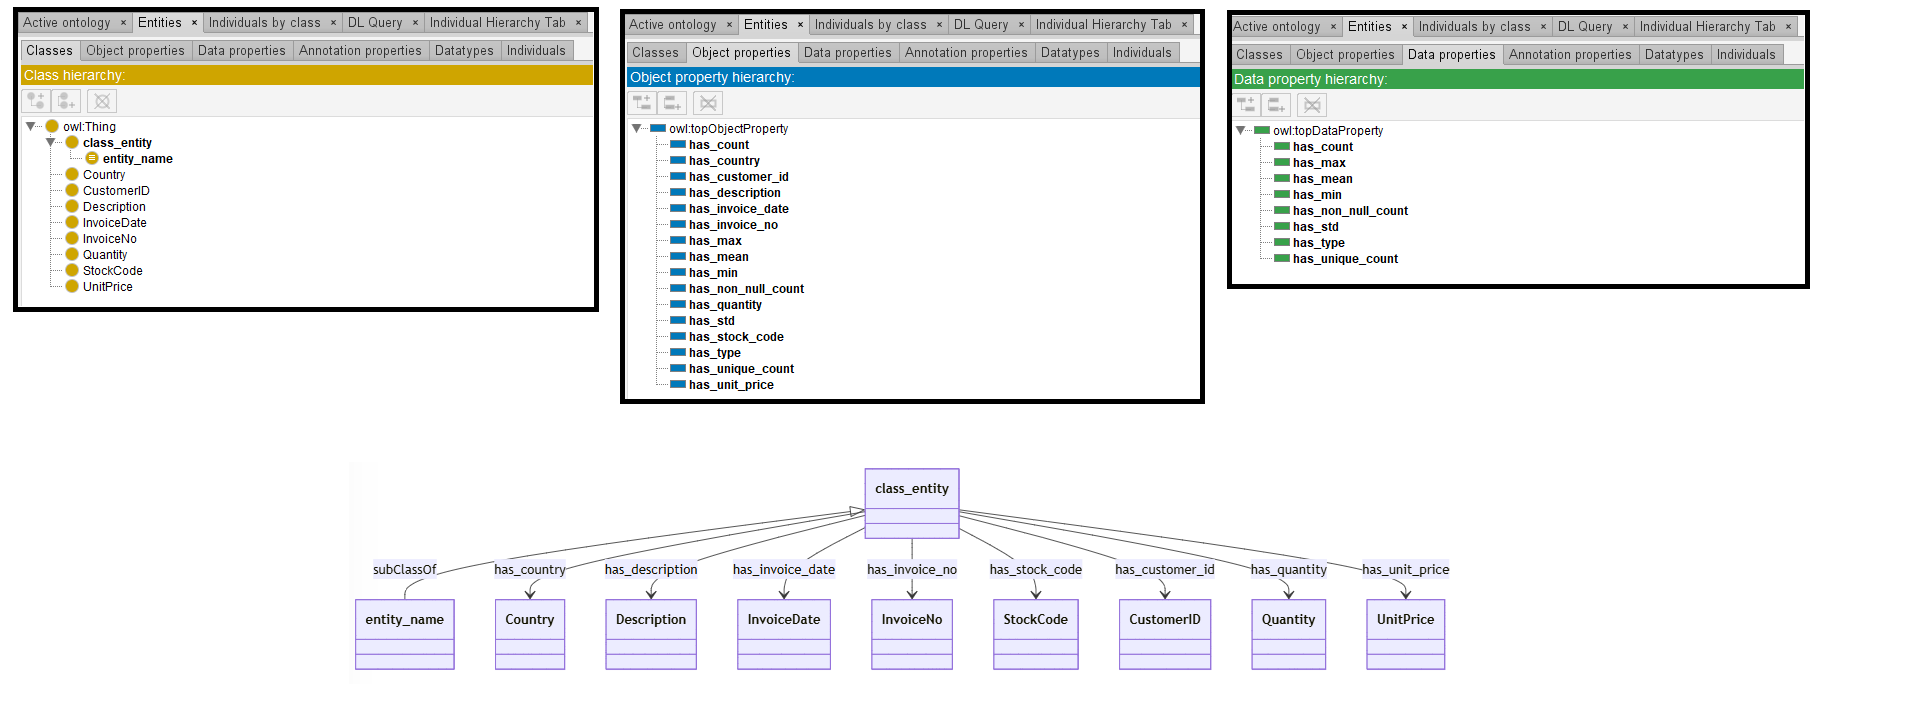 Active ontology × Entities × Individuals by class × DL Query × Individual Hierarchy Tab ×
Classes Object properties Data properties Annotation properties Datatypes Individuals
Class hierarchy:
owl:Thing
class_entity
entity_name
Country
CustomerID
Description
InvoiceDate
InvoiceNo
Quantity
StockCode
UnitPrice
Active ontology × Entities × Individuals by class × DL Query × Individual Hierarchy Tab ×
Classes Object properties Data properties Annotation properties Datatypes Individuals
Object property hierarchy:
owl:topObjectProperty
has_count
has_country
has_customer_id
has_description
has_invoice_date
has_invoice_no
has_max
has_mean
has_min
has_non_null_count
has_quantity
has_std
has_stock_code
has_type
has_unique_count
has_unit_price
Active ontology × Entities × Individuals by class × DL Query × Individual Hierarchy Tab ×
Classes Object properties Data properties Annotation properties Datatypes Individuals
Data property hierarchy:
owl:topDataProperty
has_count
has_max
has_mean
has_min
has_non_null_count
has_std
has_type
has_unique_count
class_entity
subClassOf has_country has_description has_invoice_date has_invoice_no has_stock_code has_customer_id has_quantity has_unit_price
entity_name Country Description InvoiceDate InvoiceNo StockCode CustomerID Quantity UnitPrice